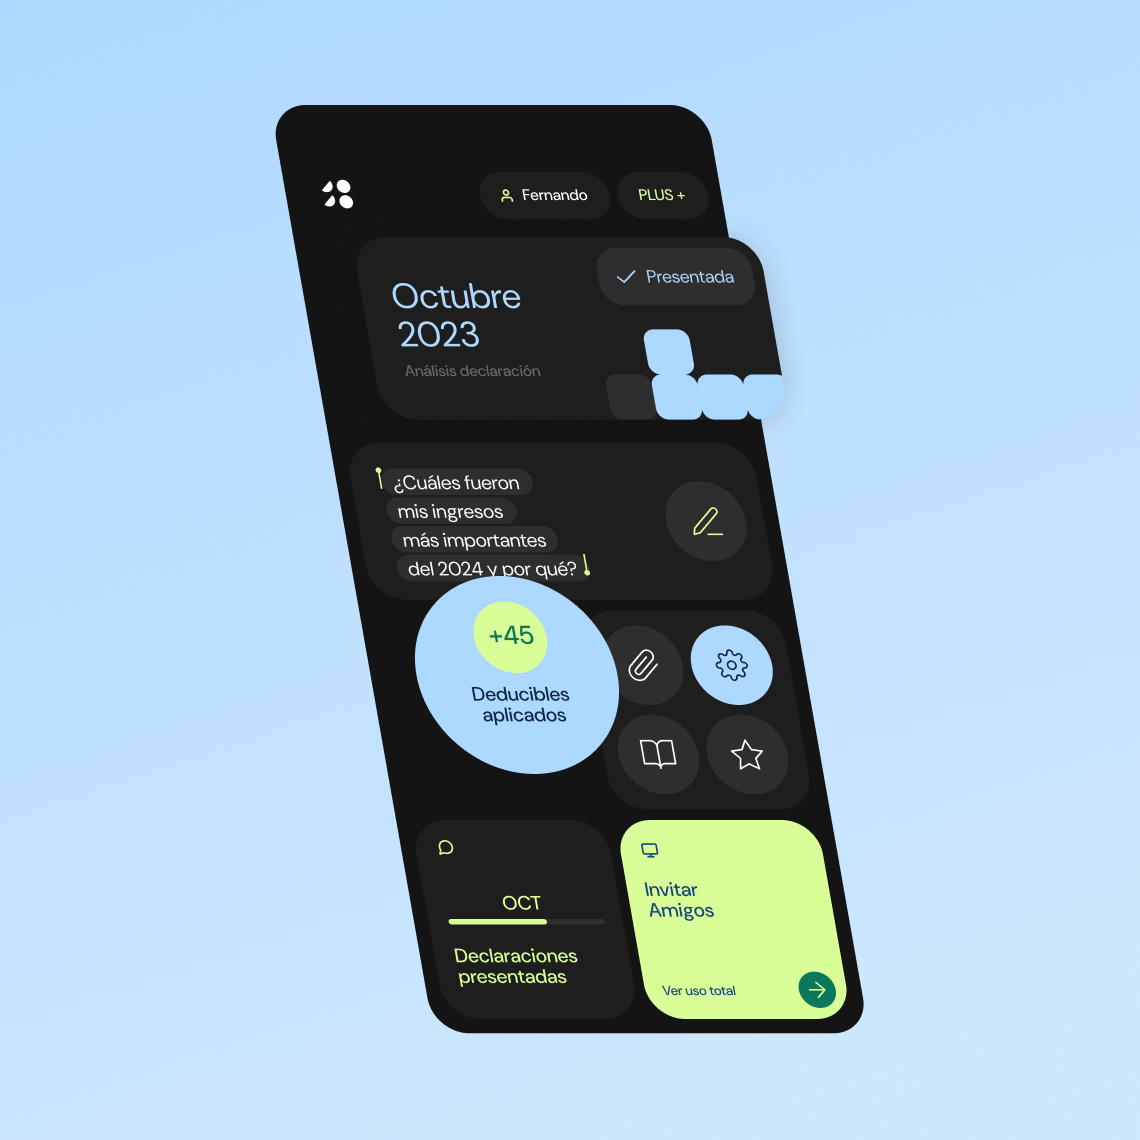 Fernando
PLUS +
Presentada
Octubre
2023
Análisis declaración
¿Cuáles fueron
mis ingresos
más importantes
del 2024 y por qué?
+45
Deducibles
aplicados
OCT
Declaraciones
presentadas
Invitar
Amigos
Ver uso total